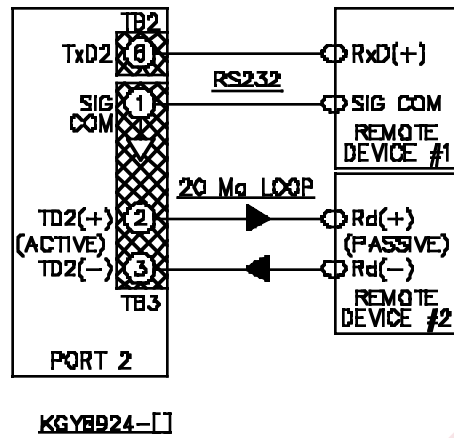 TB2
TxD2 6 RxD(+)
RS232
SIG COM 1 SIG COM
REMOTE
DEVICE #1
20 Ma LOOP
TD2(+) 2 Rd(+)
(ACTIVE) (PASSIVE)
TD2(-) 3 Rd(-)
TB3
REMOTE
DEVICE #2
PORT 2
KGY8924-[]